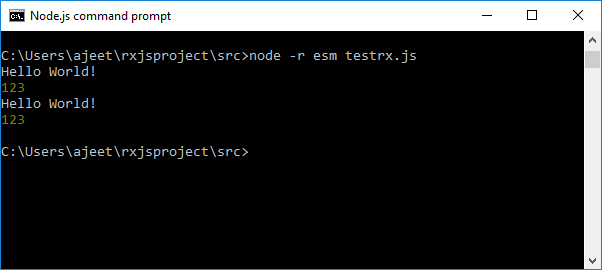 Node.js command prompt
C:\Users\ajeet\rxjsproject\src>node -r esm testrx.js
Hello World!
123
Hello World!
123
C:\Users\ajeet\rxjsproject\src>